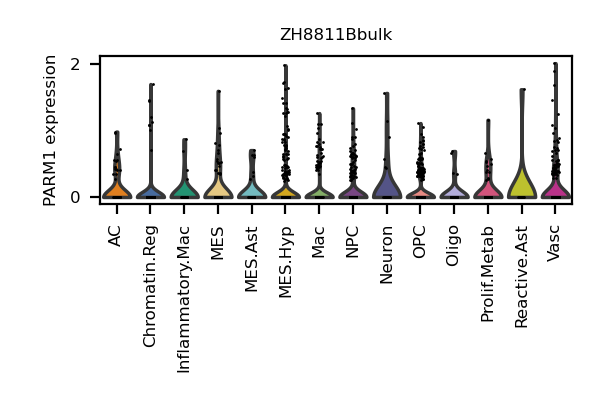 ZH8811Bbulk
PARM1 expression
2
0
AC
Chromatin.Reg
Inflammatory.Mac
MES
MES.Ast
MES.Hyp
Mac
NPC
Neuron
OPC
Oligo
Prolif.Metab
Reactive.Ast
Vasc